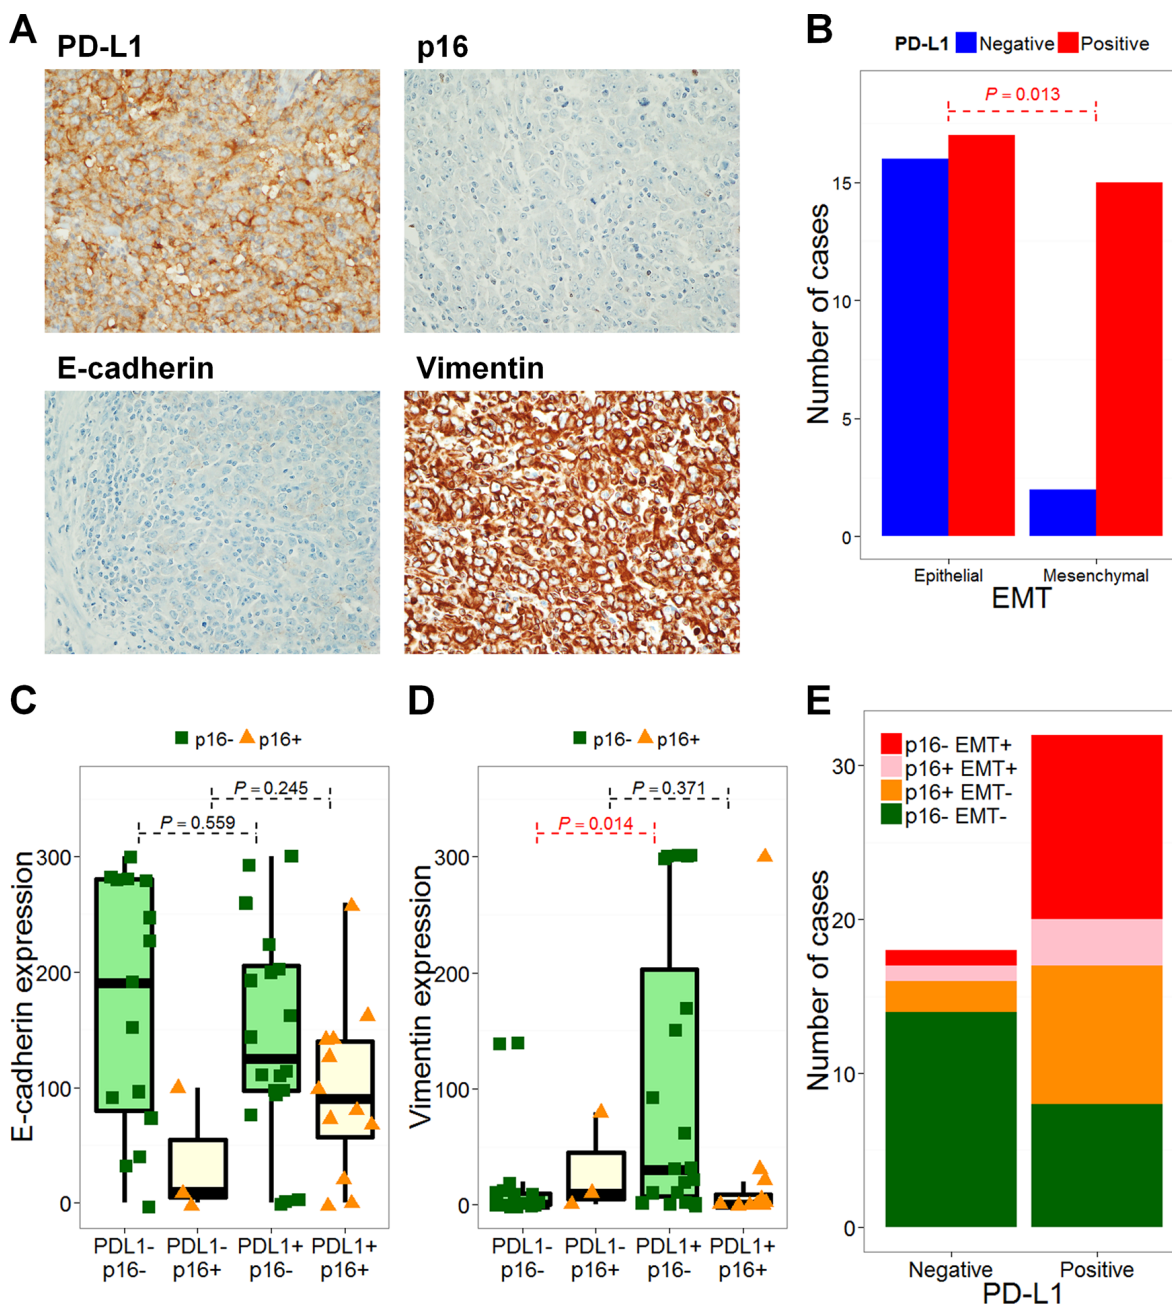 A
PD-L1
p16
E-cadherin
Vimentin
B
PD-L1 Negative Positive
P = 0.013
Number of cases
15
10
5
0
Epithelial Mesenchymal
EMT
C
p16- p16+
P = 0.245
P = 0.559
E-cadherin expression
300
200
100
0
PDL1- PDL1- PDL1+ PDL1+
p16- p16+ p16- p16+
D
p16- p16+
P = 0.371
P = 0.014
Vimentin expression
300
200
100
0
PDL1- PDL1- PDL1+ PDL1+
p16- p16+ p16- p16+
E
p16- EMT+
p16+ EMT+
p16+ EMT-
p16- EMT-
Number of cases
30
20
10
0
Negative Positive
PD-L1